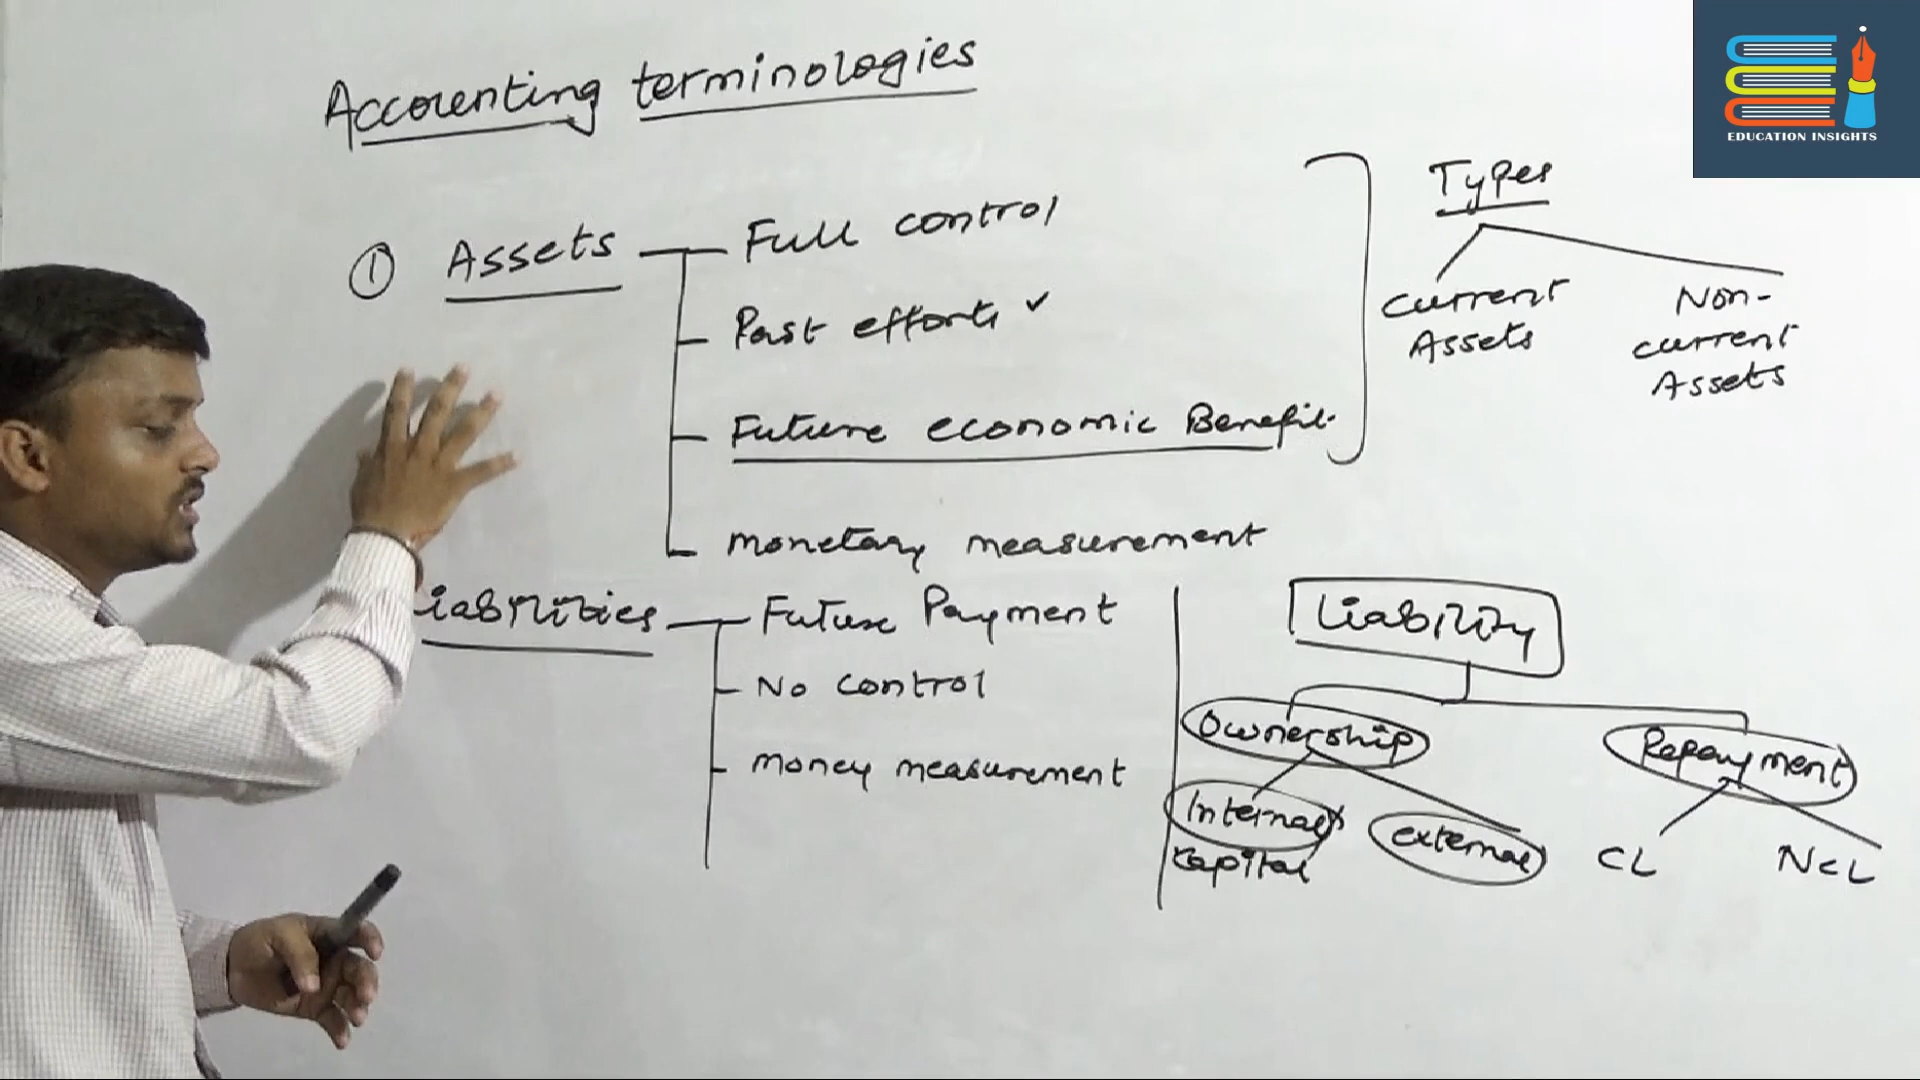 Accounting terminologies
EDUCATION INSIGHTS
① Assets
Full control
Past efforts ✓
Future economic Benefit.
monetary measurement
Types
Current Assets
Non-current Assets
iabilities
Future Payment
No control
money measurement
Liability
Ownership
Repayment
Internal
capital
external
CL
NCL